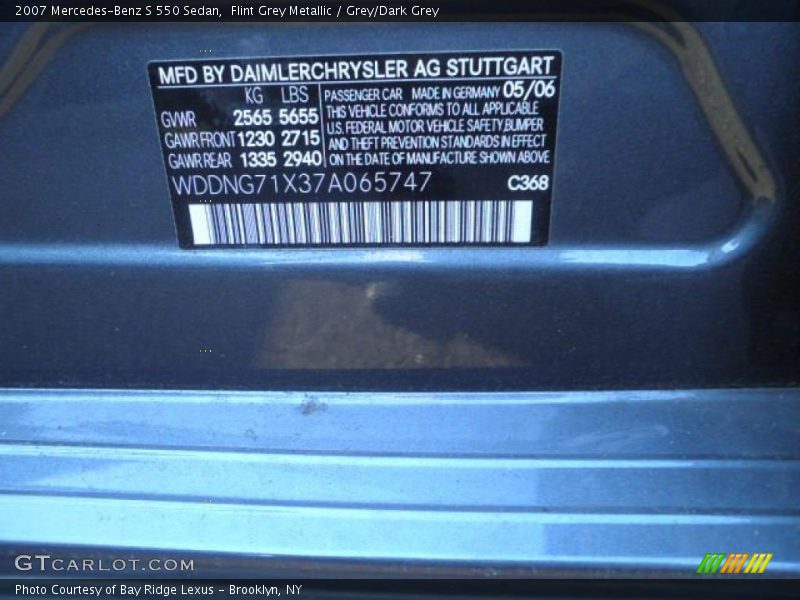 2007 Mercedes-Benz S 550 Sedan,  Flint Grey Metallic / Grey/Dark Grey
MFD BY DAIMLERCHRYSLER AG STUTTGART
KG LBS
GVWR 2565 5655
GAWR FRONT 1230 2715
GAWR REAR 1335 2940
PASSENGER CAR MADE IN GERMANY 05/06
THIS VEHICLE CONFORMS TO ALL APPLICABLE
U.S. FEDERAL MOTOR VEHICLE SAFETY, BUMPER
AND THEFT PREVENTION STANDARDS IN EFFECT
ON THE DATE OF MANUFACTURE SHOWN ABOVE
WDDNG71X37A065747 C368
GTCARLOT.COM
Photo Courtesy of Bay Ridge Lexus - Brooklyn, NY